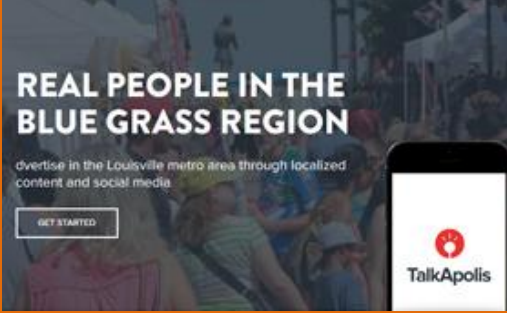 REAL PEOPLE IN THE
BLUE GRASS REGION
dvertise in the Louisville metro area through localized
content and social media
GET STARTED
TalkApolis